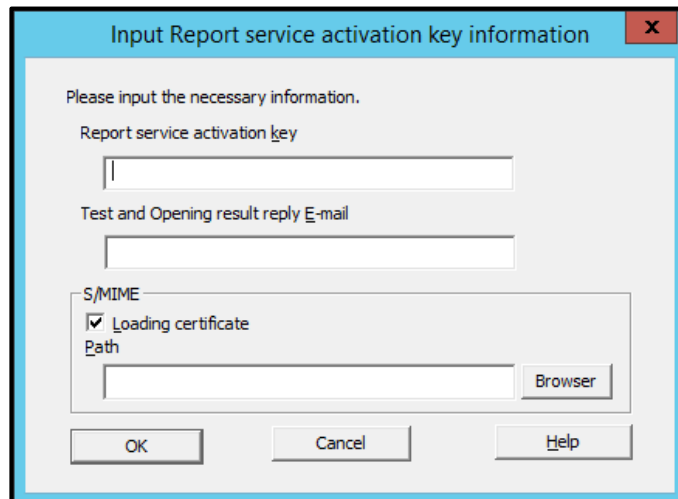 Input Report service activation key information
x
Please input the necessary information.
Report service activation key
Test and Opening result reply E-mail
S/MIME
Loading certificate
Path
Browser
OK Cancel Help